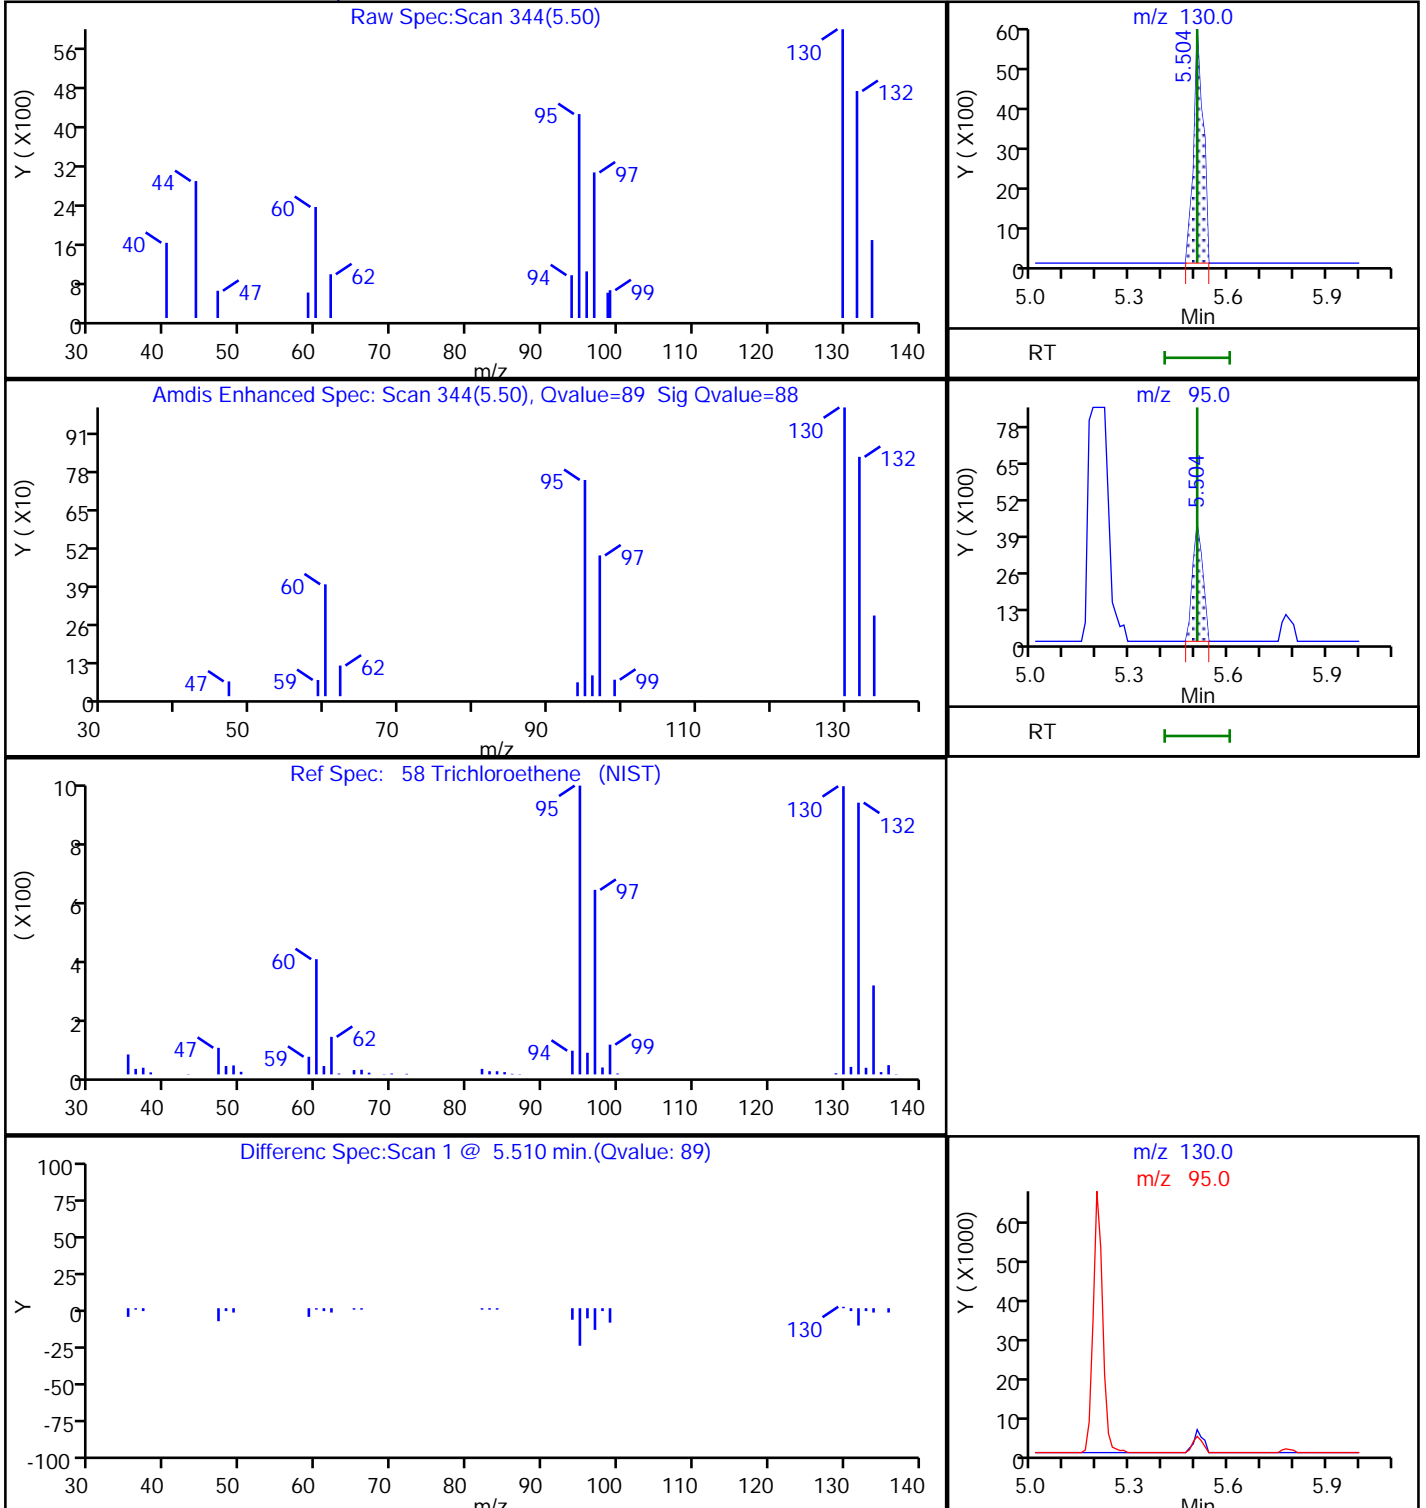 Raw Spec:Scan 344(5.50)
Y ( X100)
56
48
40
32
24
16
8
0
130
132
95
97
44
60
40
47
62
94
99
30 40 50 60 70 80 90 100 110 120 130 140
m/z
m/z 130.0
Y ( X100)
60
50
40
30
20
10
0
5.504
5.0 5.3 5.6 5.9
Min
RT
Amdis Enhanced Spec: Scan 344(5.50), Qvalue=89 Sig Qvalue=88
Y ( X10)
91
78
65
52
39
26
13
0
130
132
95
97
60
62
47
59
99
30 50 70 90 110 130
m/z
m/z 95.0
Y ( X100)
78
65
52
39
26
13
0
5.504
5.0 5.3 5.6 5.9
Min
RT
Ref Spec: 58 Trichloroethene (NIST)
( X100)
10
8
6
4
2
0
95
130
132
97
60
47
59
62
94
99
30 40 50 60 70 80 90 100 110 120 130 140
Differenc Spec:Scan 1 @ 5.510 min.(Qvalue: 89)
Y
100
75
50
25
0
-25
-50
-75
-100
130
30 40 50 60 70 80 90 100 110 120 130 140
m/z
m/z 130.0
m/z 95.0
Y ( X1000)
60
50
40
30
20
10
0
5.0 5.3 5.6 5.9
Min